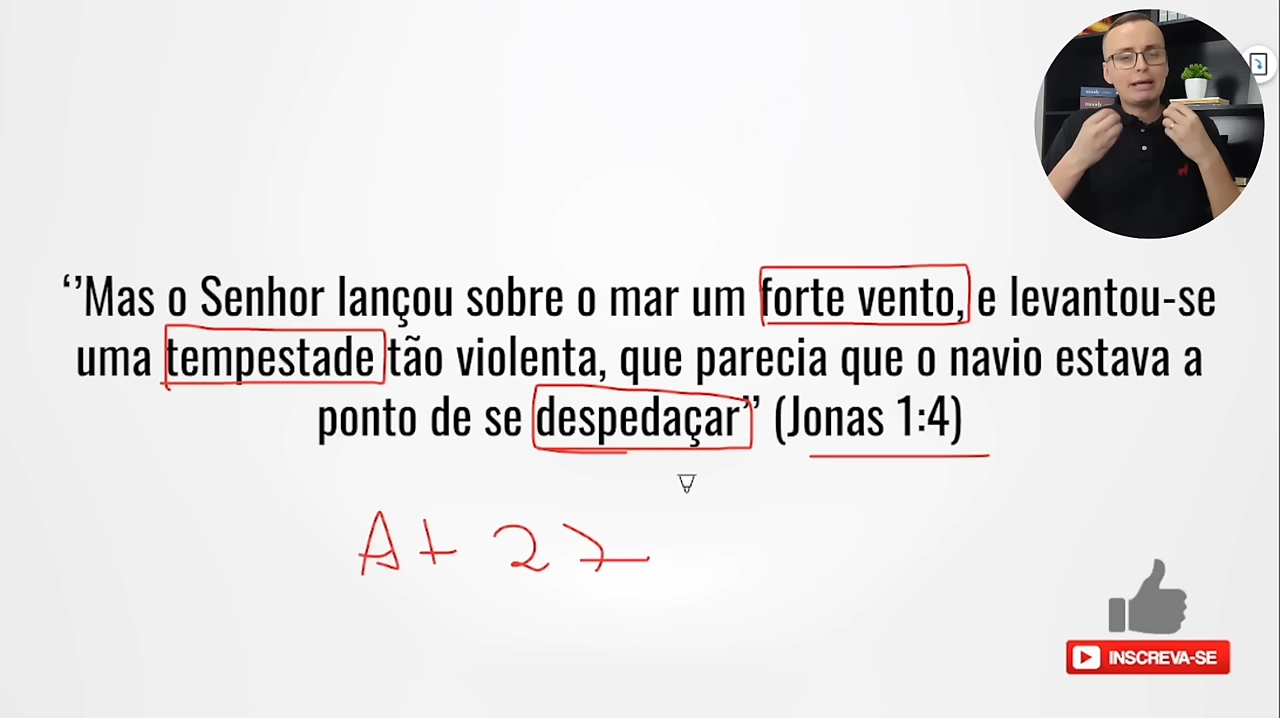 ‘’Mas o Senhor lançou sobre o mar um forte vento, e levantou-se
uma tempestade tão violenta, que parecia que o navio estava a
ponto de se despedaçar’’ (Jonas 1:4)
At 27
INSCREVA-SE